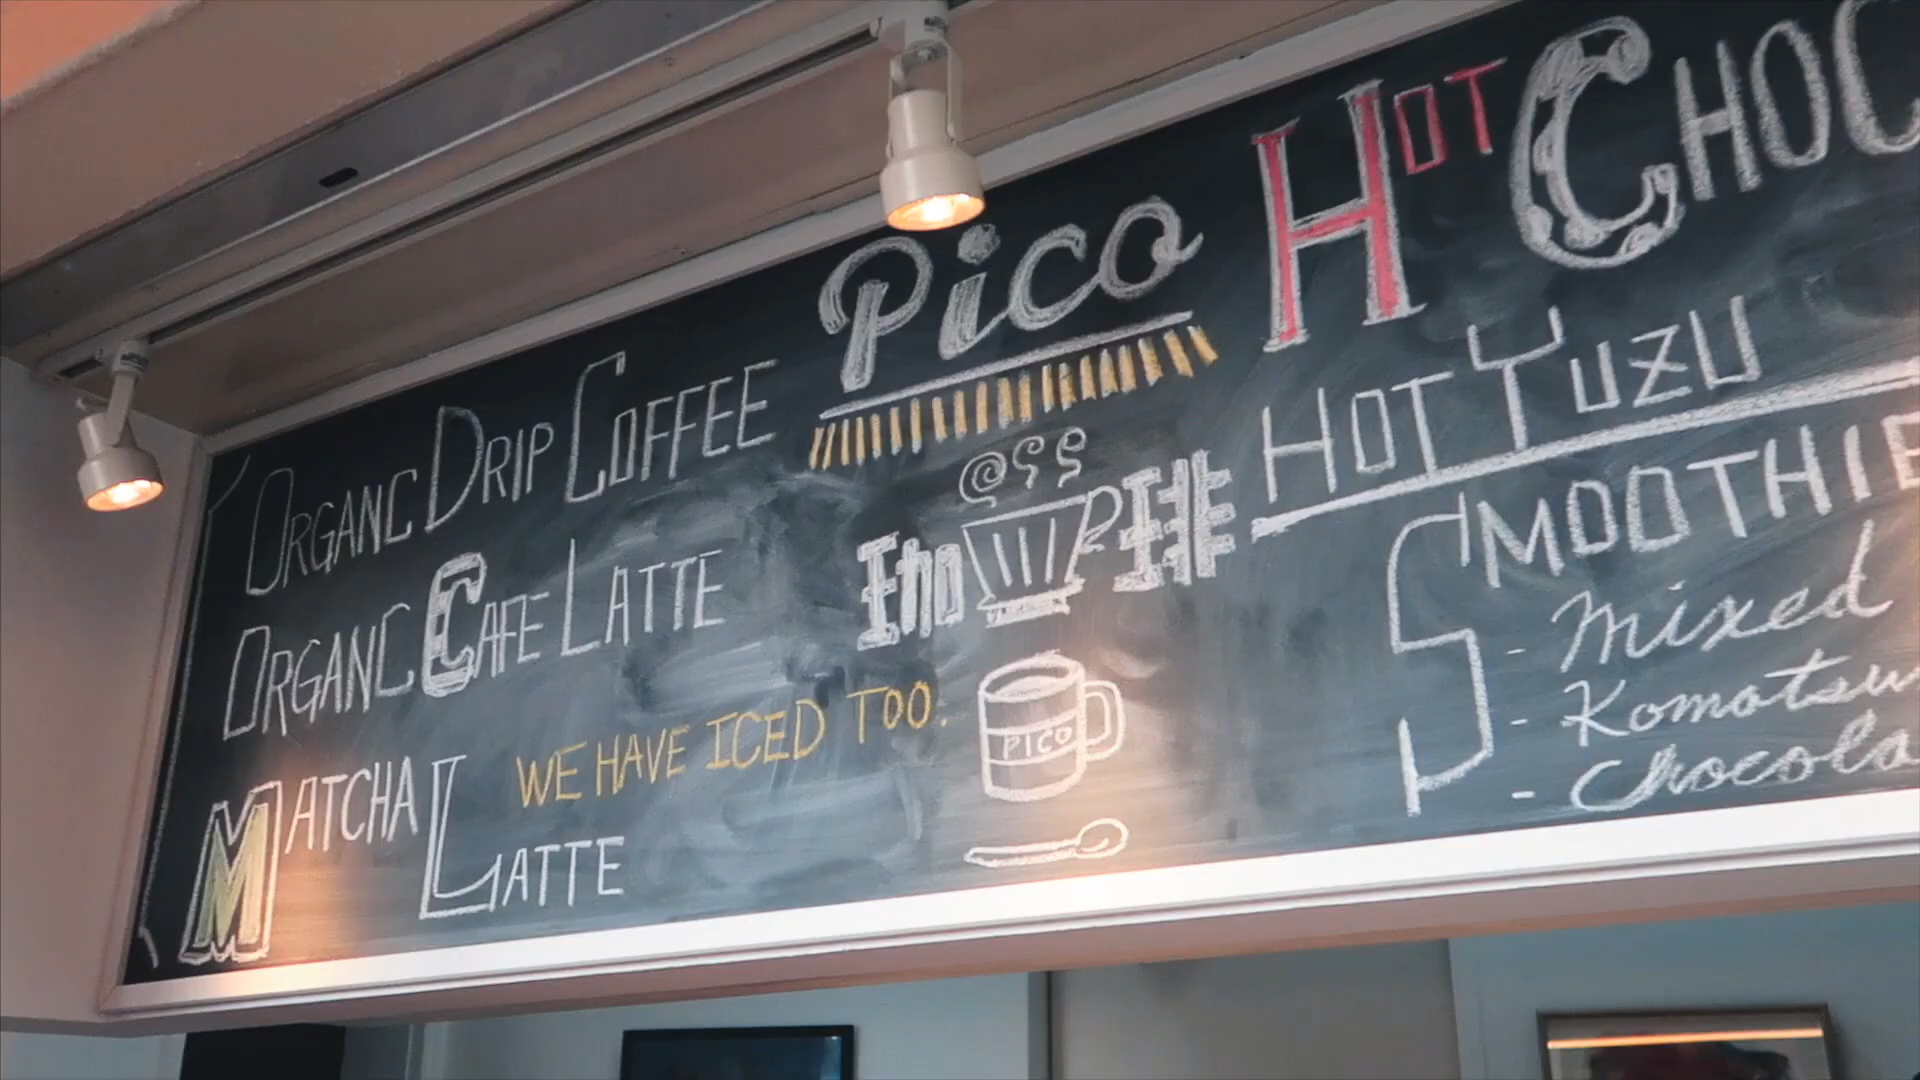 Pico
ORGANC DRIP COFFEE
ORGANC CAFE LATTE
WE HAVE ICED TOO.
MATCHA LATTE
PICO
HOT CHOC
HOT YUZU
SMOOTHIE
- Mixed
- Komatsu
- Chocola